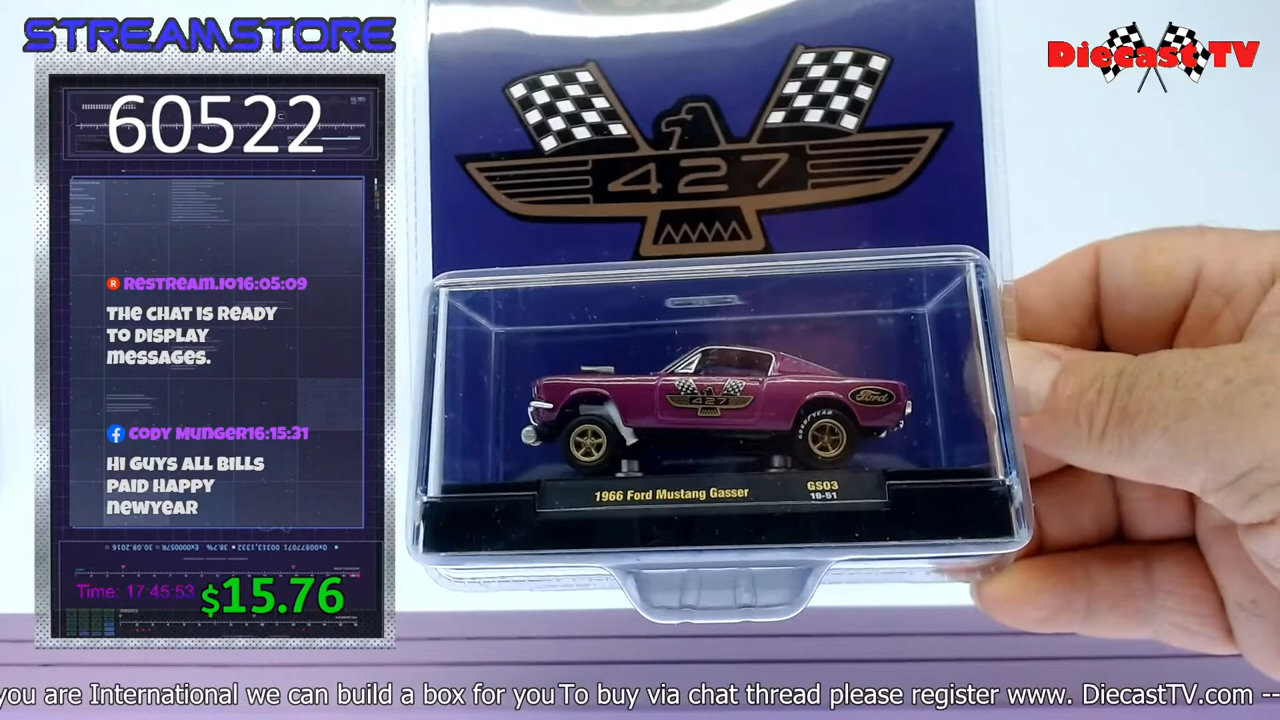 STREAMSTORE
60522
Restream.io16:05:09
The chat is ready
to display
messages.
Cody Munger16:15:31
Hi guys all bills
paid happy
newyear
Time: 17:45:53
$15.76
Diecast TV
427
427
Ford
GOODYEAR
1966 Ford Mustang Gasser
GS03
19-51
you are International we can build a box for you To buy via chat thread please register www. DiecastTV.com --